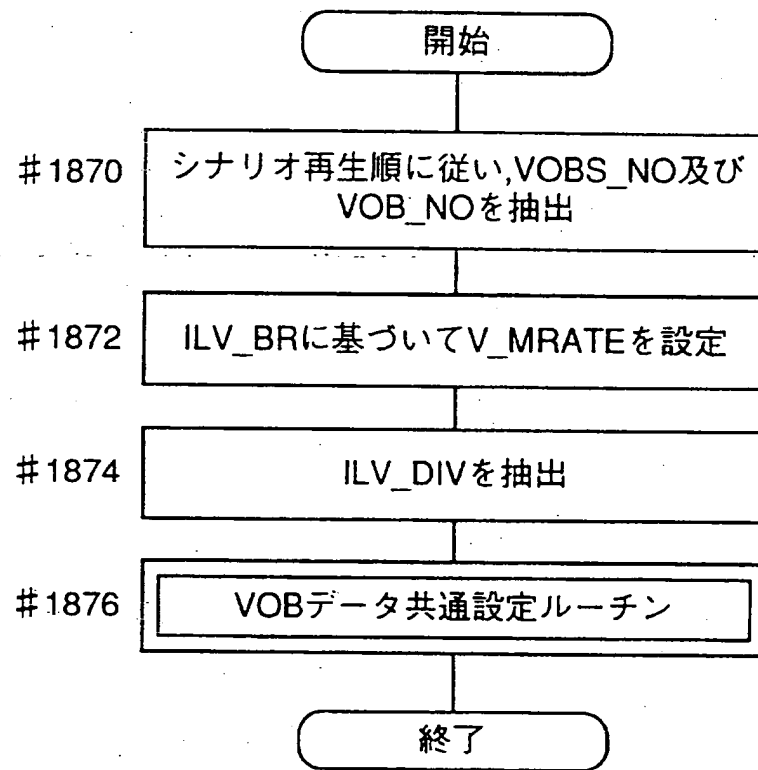 開始
#1870
シナリオ再生順に従い,VOBS_NO及び
VOB_NOを抽出
#1872
ILV_BRに基づいてV_MRATEを設定
#1874
ILV_DIVを抽出
#1876
VOBデータ共通設定ルーチン
終了